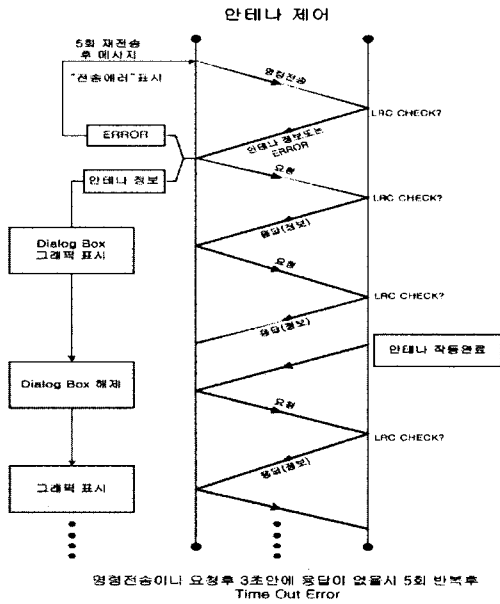 안테나 제어
5회 재전송
후 메시지
"전송에러"표시
명령전송
LRC CHECK?
ERROR
안테나 정보또는
ERROR
요청
안테나 정보
LRC CHECK?
응답(정보)
Dialog Box
그래픽 표시
요청
LRC CHECK?
응답(정보)
안테나 작동완료
Dialog Box 해제
요청
LRC CHECK?
응답(정보)
그래픽 표시
명령전송이나 요청후 3초안에 응답이 없을시 5회 반복후
Time Out Error